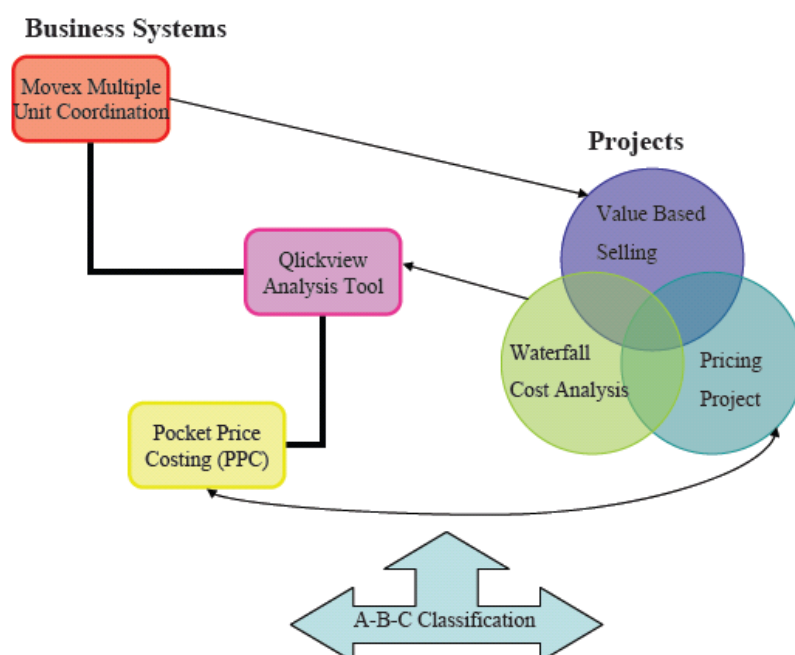 Business Systems
Movex Multiple
Unit Coordination
Projects
Value Based
Selling
Qlickview
Analysis Tool
Waterfall
Cost Analysis
Pricing
Project
Pocket Price
Costing (PPC)
A-B-C Classification